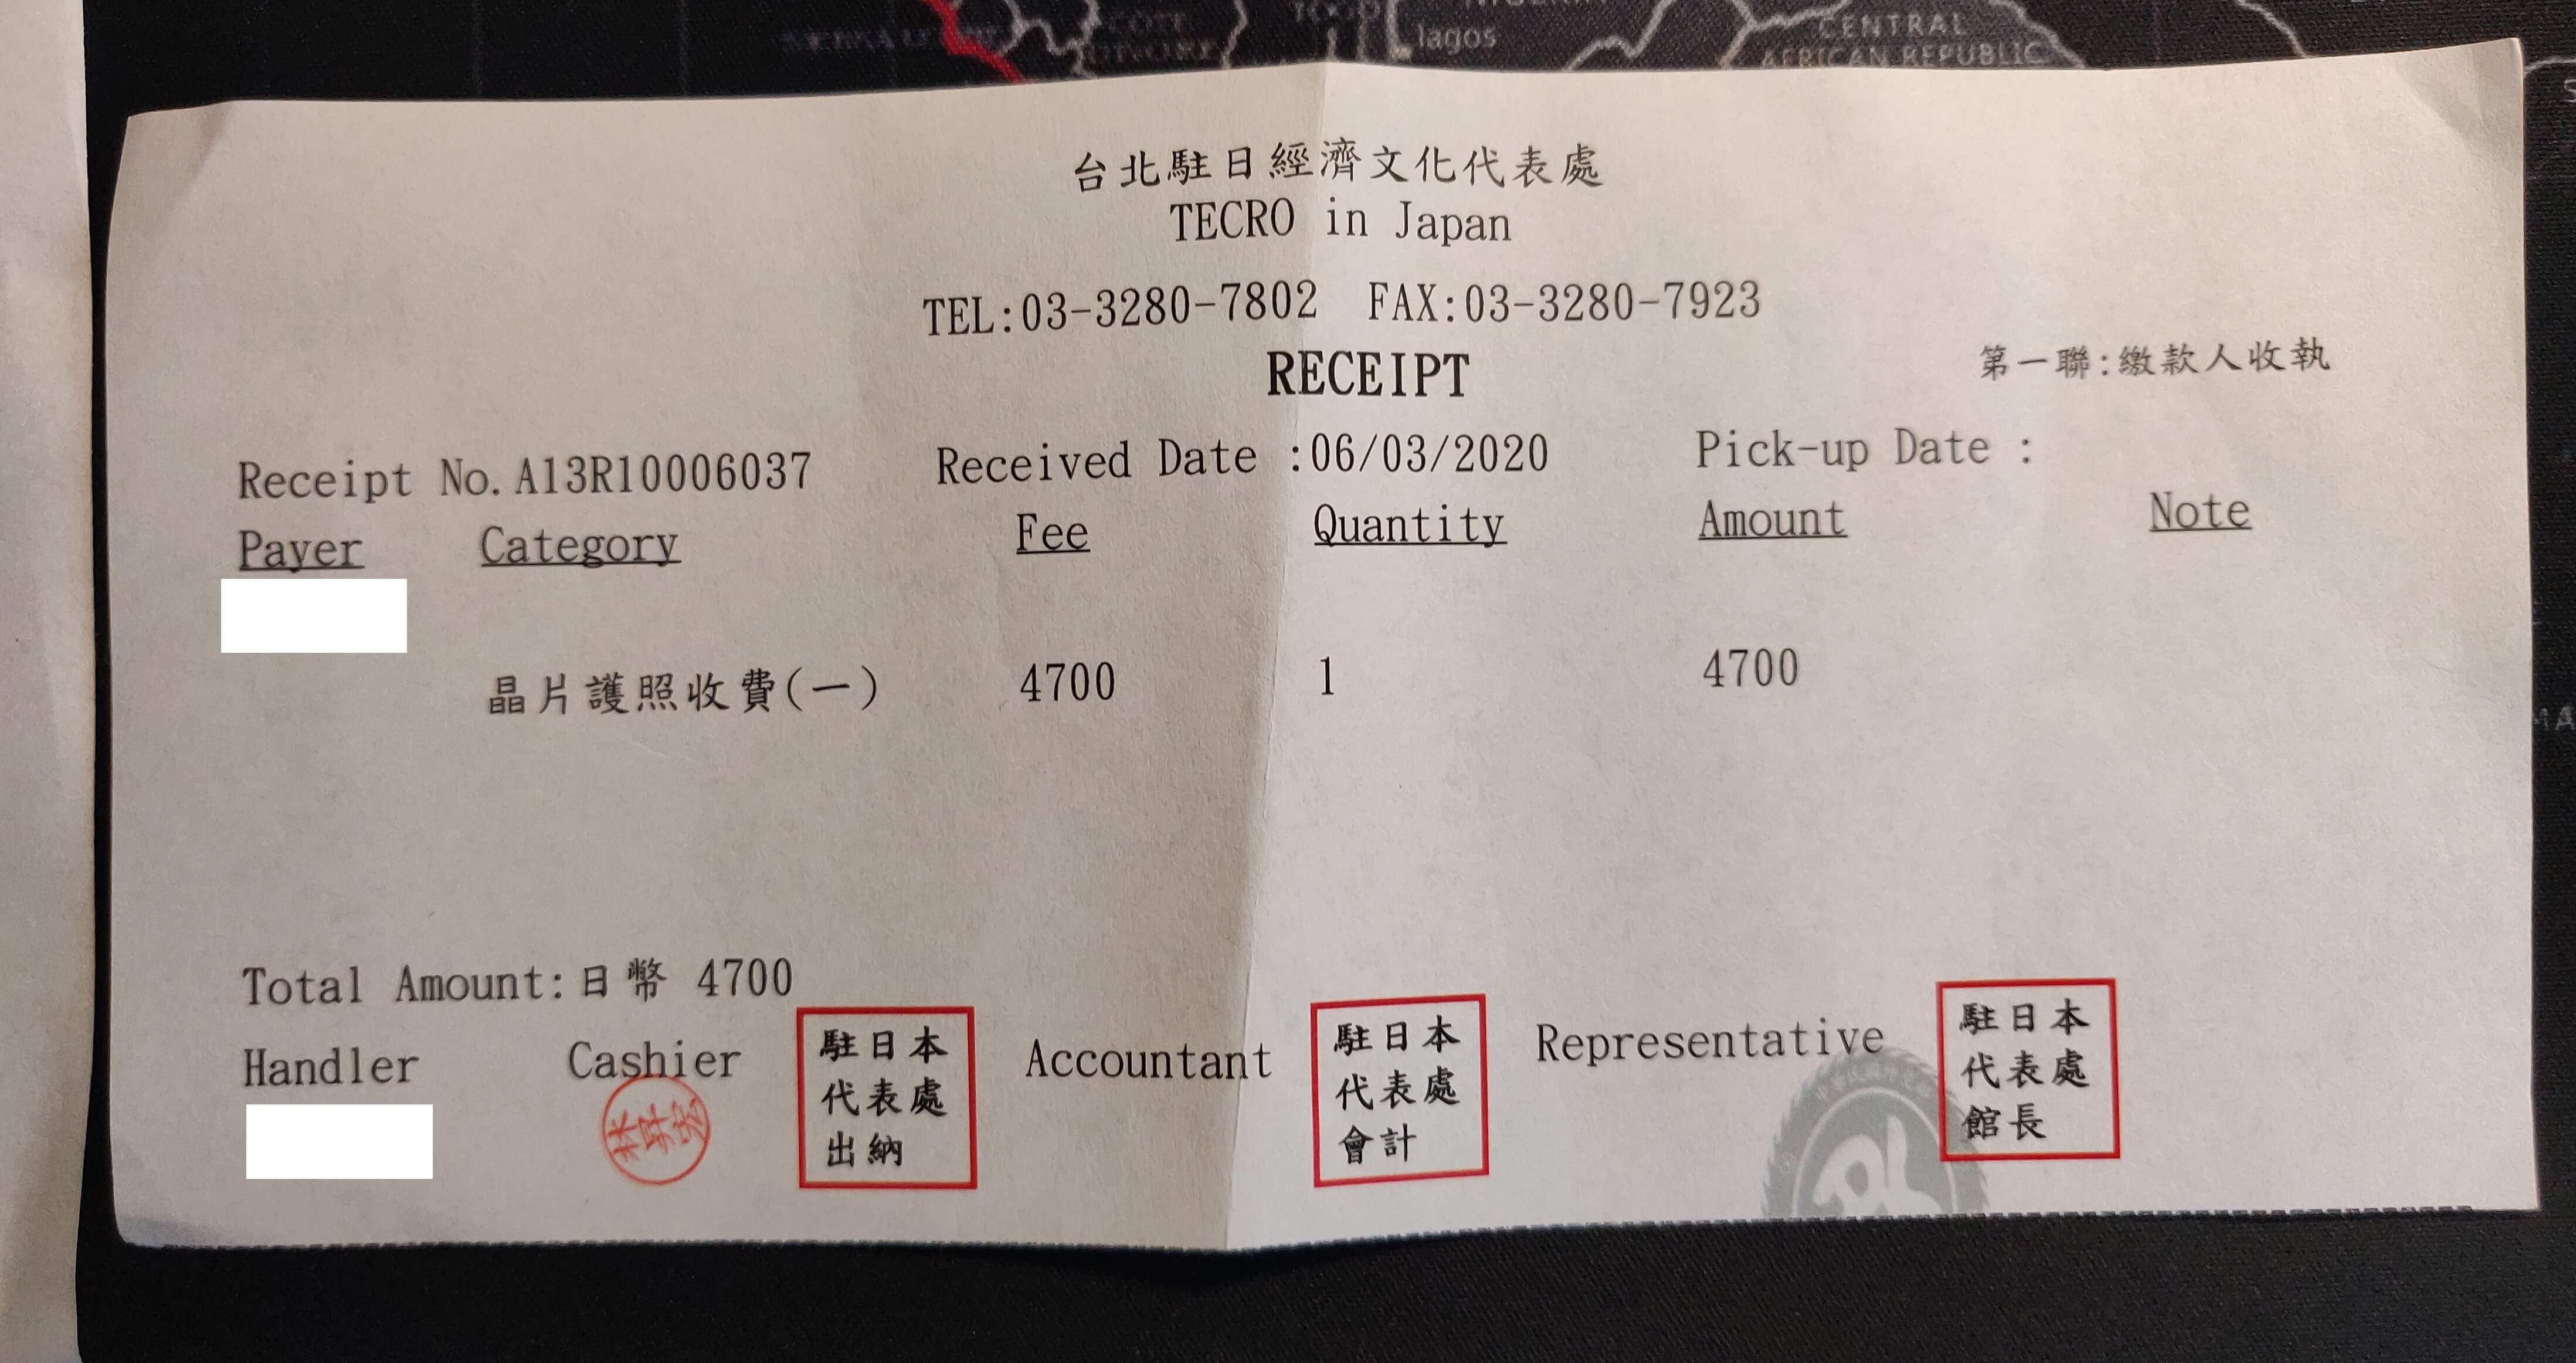 CÔTE
TOGO
lagos
CENTRAL
AFRICAN REPUBLIC
台北駐日經濟文化代表處
TECRO in Japan
TEL:03-3280-7802 FAX:03-3280-7923
RECEIPT
第一聯:繳款人收執
Receipt No.A13R10006037 Received Date :06/03/2020 Pick-up Date :
Payer Category Fee Quantity Amount Note
晶片護照收費(一) 4700 1 4700
Total Amount:日幣 4700
Handler Cashier Accountant Representative
駐日本
代表處
出納
駐日本
代表處
會計
駐日本
代表處
館長